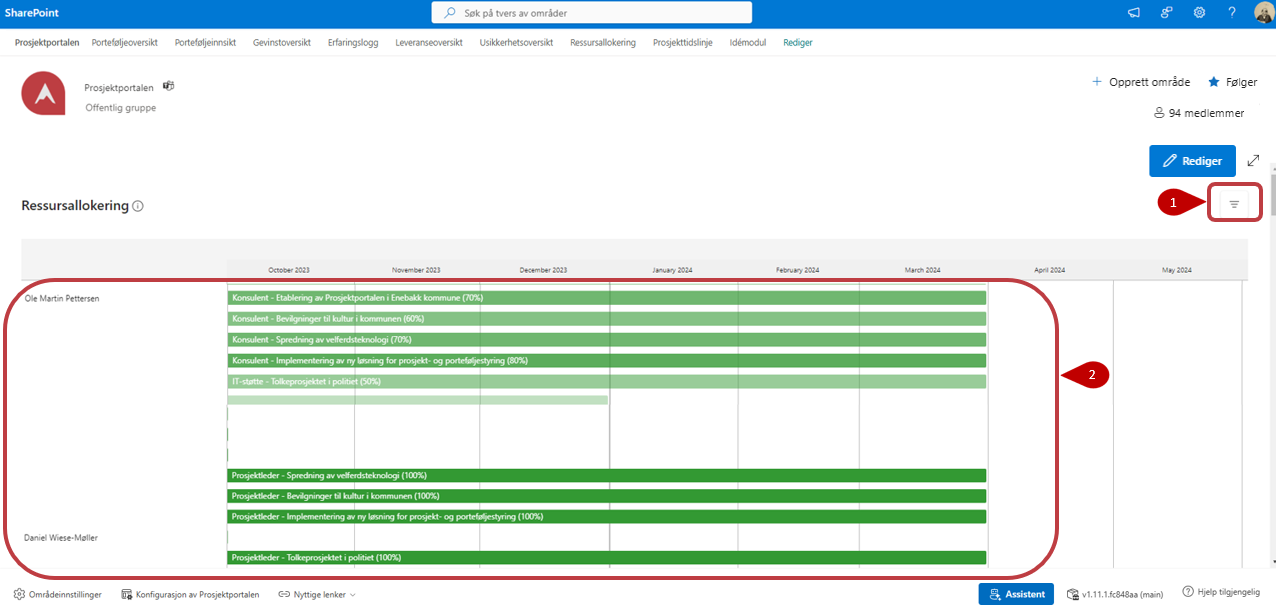 SharePoint
Søk på tvers av områder
?
Prosjektportalen Porteføljeoversikt Porteføljeinnsikt Gevinstoversikt Erfaringslogg Leveranseoversikt Usikkerhetsoversikt Ressursallokering Prosjekttidslinje Idémodul Rediger
Prosjektportalen
Offentlig gruppe
+ Opprett område Følger
94 medlemmer
Rediger
1
Ressursallokering
October 2023 November 2023 December 2023 January 2024 February 2024 March 2024 April 2024 May 2024
Ole Martin Pettersen
Konsulent - Etablering av Prosjektportalen i Enebakk kommune (70%)
Konsulent - Bevilgninger til kultur i kommunen (60%)
Konsulent - Spredning av velferdsteknologi (70%)
Konsulent - Implementering av ny løsning for prosjekt- og porteføljestyring (80%)
IT-støtte - Tolkeprosjektet i politiet (50%)
2
Prosjektleder - Spredning av velferdsteknologi (100%)
Prosjektleder - Bevilgninger til kultur i kommunen (100%)
Prosjektleder - Implementering av ny løsning for prosjekt- og porteføljestyring (100%)
Daniel Wiese-Møller
Prosjektleder - Tolkeprosjektet i politiet (100%)
Områdeinnstillinger Konfigurasjon av Prosjektportalen Nyttige lenker Assistent v1.11.1.fc848aa (main) Hjelp tilgjengelig